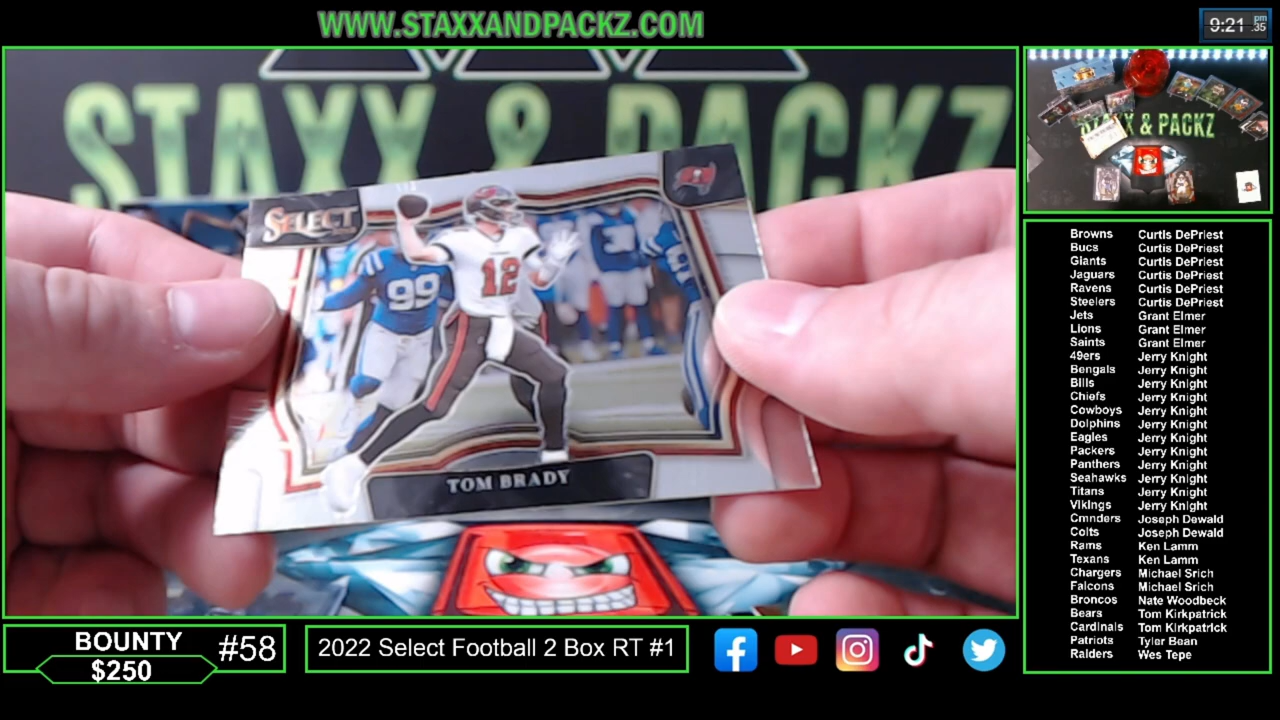 WWW.STAXXANDPACKZ.COM
9:21 pm .35
STAXX & PACKZ
SELECT
99
12
TOM BRADY
& PACKZ
Browns Curtis DePriest
Bucs Curtis DePriest
Giants Curtis DePriest
Jaguars Curtis DePriest
Ravens Curtis DePriest
Steelers Curtis DePriest
Jets Grant Elmer
Lions Grant Elmer
Saints Grant Elmer
49ers Jerry Knight
Bengals Jerry Knight
Bills Jerry Knight
Chiefs Jerry Knight
Cowboys Jerry Knight
Dolphins Jerry Knight
Eagles Jerry Knight
Packers Jerry Knight
Panthers Jerry Knight
Seahawks Jerry Knight
Titans Jerry Knight
Vikings Jerry Knight
Cmnders Joseph Dewald
Colts Joseph Dewald
Rams Ken Lamm
Texans Ken Lamm
Chargers Michael Srich
Falcons Michael Srich
Broncos Nate Woodbeck
Bears Tom Kirkpatrick
Cardinals Tom Kirkpatrick
Patriots Tyler Bean
Raiders Wes Tepe
BOUNTY
$250
#58
2022 Select Football 2 Box RT #1